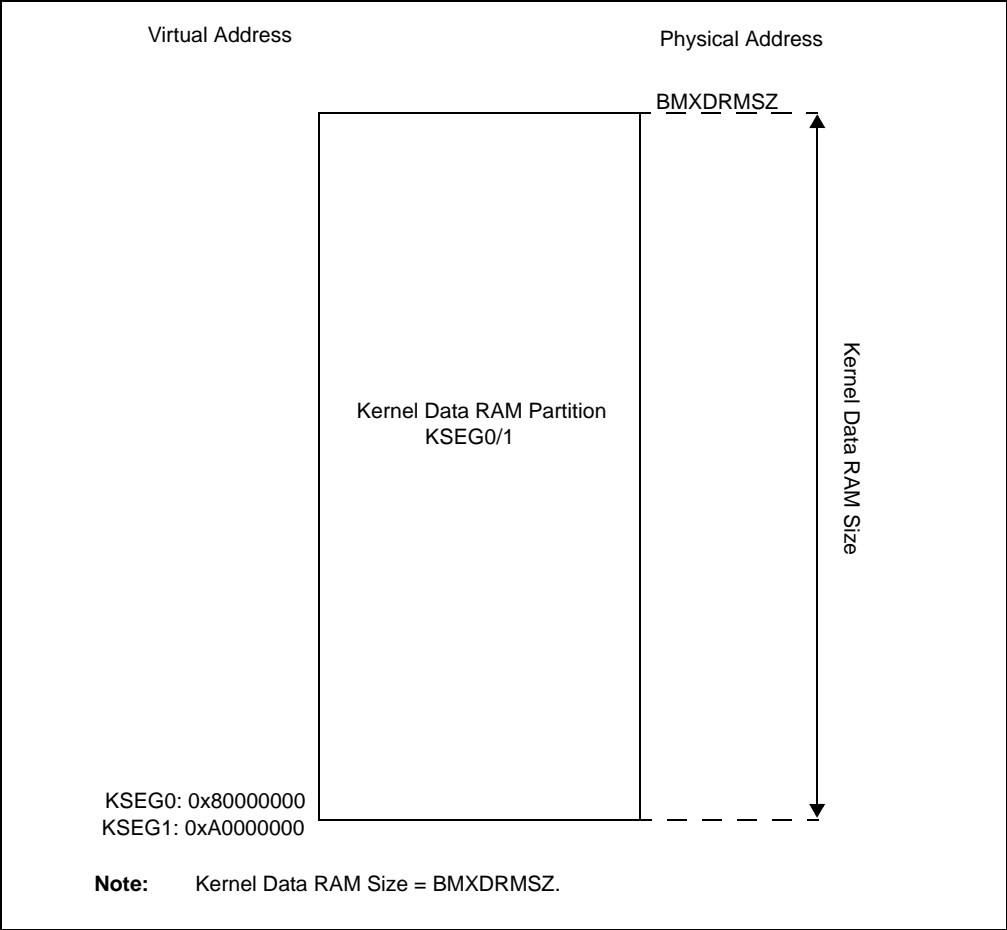 Virtual Address
Physical Address
BMXDRMSZ
Kernel Data RAM Partition
KSEG0/1
Kernel Data RAM Size
KSEG0: 0x80000000
KSEG1: 0xA0000000
Note: Kernel Data RAM Size = BMXDRMSZ.